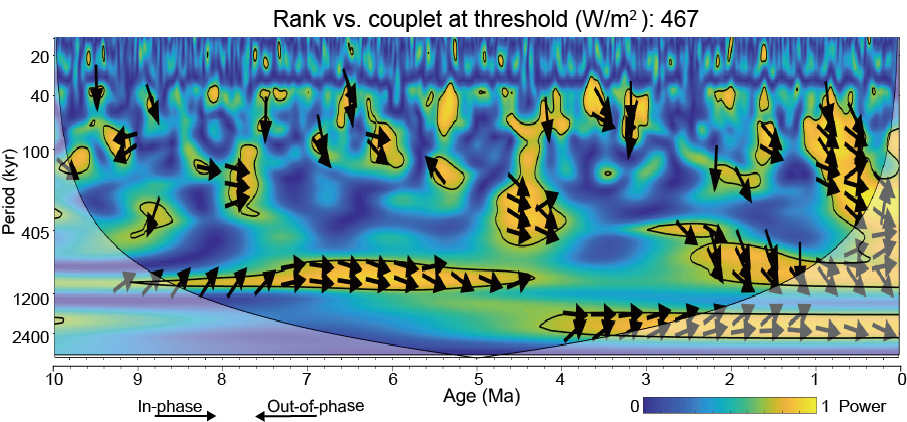 Rank vs. couplet at threshold (W/m²): 467
Period (kyr)
20
40
100
405
1200
2400
10 9 8 7 6 5 4 3 2 1 0
Age (Ma)
In-phase Out-of-phase
0 1 Power